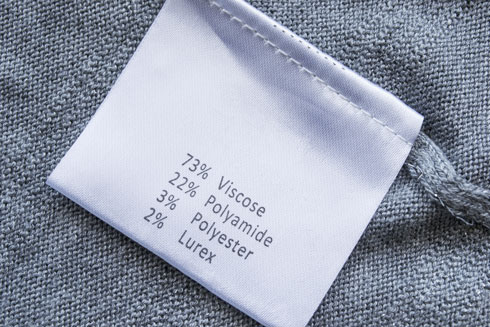 73% Viscose
22% Polyamide
3% Polyester
2% Lurex